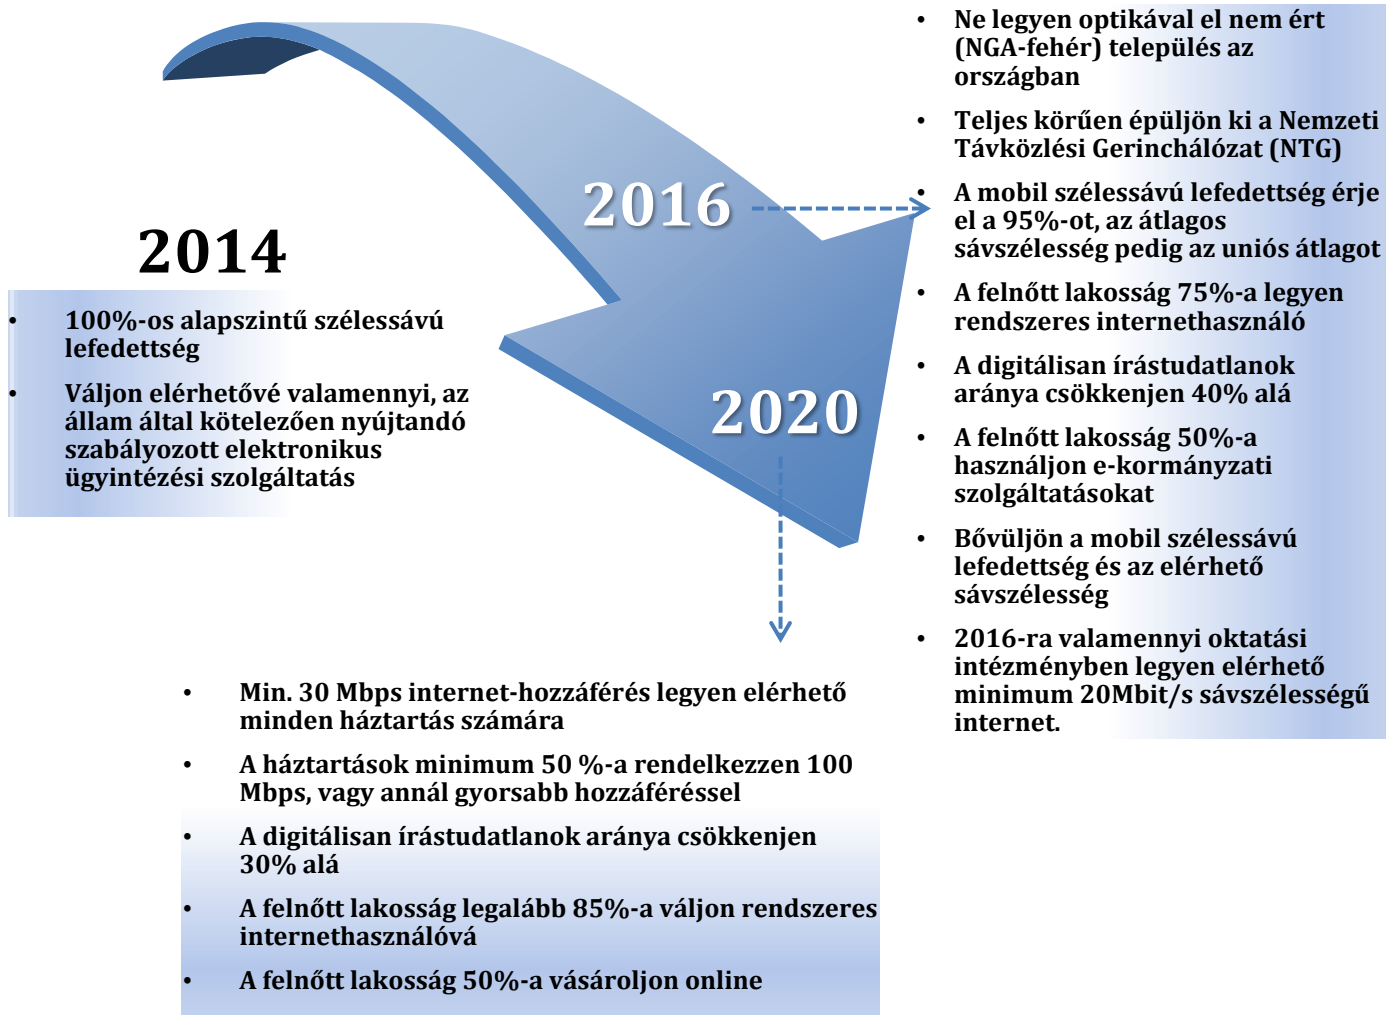 2014
• 100%-os alapszintű szélessávú
lefedettség
• Váljon elérhetővé valamennyi, az
állam által kötelezően nyújtandó
szabályozott elektronikus
ügyintézési szolgáltatás
2016
• Ne legyen optikával el nem ért
(NGA-fehér) település az
országban
• Teljes körűen épüljön ki a Nemzeti
Távközlési Gerinchálózat (NTG)
• A mobil szélessávú lefedettség érje
el a 95%-ot, az átlagos
sávszélesség pedig az uniós átlagot
• A felnőtt lakosság 75%-a legyen
rendszeres internethasználó
• A digitálisan írástudatlanok
aránya csökkenjen 40% alá
• A felnőtt lakosság 50%-a
használjon e-kormányzati
szolgáltatásokat
• Bővüljön a mobil szélessávú
lefedettség és az elérhető
sávszélesség
• 2016-ra valamennyi oktatási
intézményben legyen elérhető
minimum 20Mbit/s sávszélességű
internet.
2020
• Min. 30 Mbps internet-hozzáférés legyen elérhető
minden háztartás számára
• A háztartások minimum 50 %-a rendelkezzen 100
Mbps, vagy annál gyorsabb hozzáféréssel
• A digitálisan írástudatlanok aránya csökkenjen
30% alá
• A felnőtt lakosság legalább 85%-a váljon rendszeres
internethasználóvá
• A felnőtt lakosság 50%-a vásároljon online